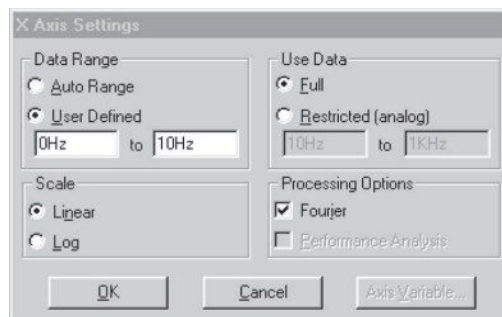 X Axis Settings
Data Range
Auto Range
User Defined
0Hz to 10Hz
Use Data
Full
Restricted (analog)
10Hz to 1KHz
Scale
Linear
Log
Processing Options
Fourier
Performance Analysis
OK Cancel Axis Variable...